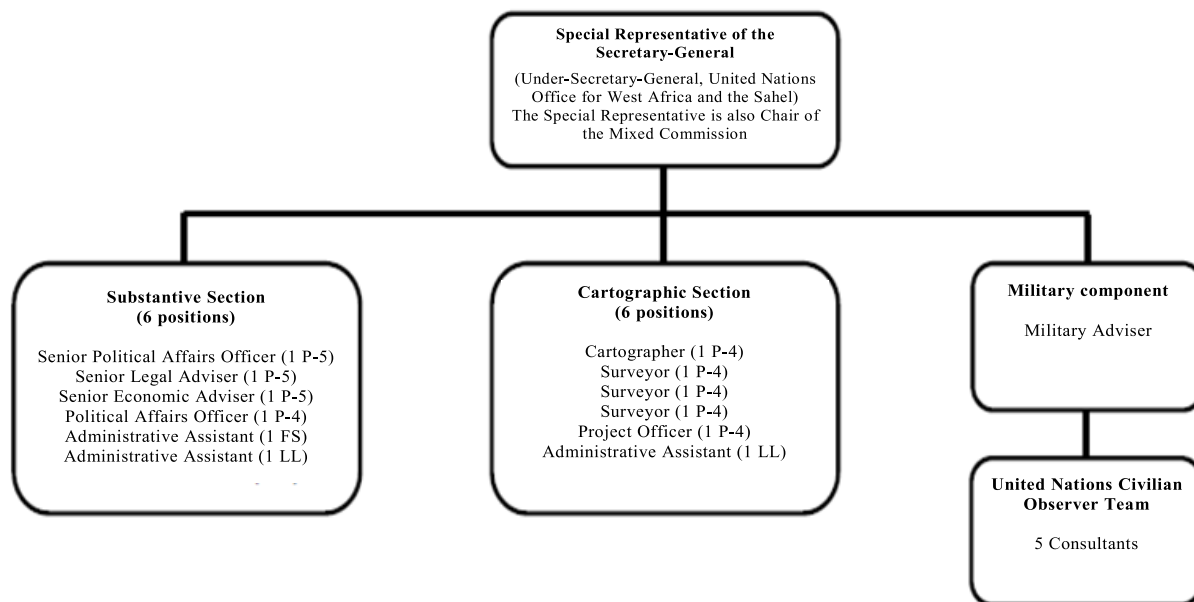 Special Representative of the
Secretary-General
(Under-Secretary-General, United Nations
Office for West Africa and the Sahel)
The Special Representative is also Chair of
the Mixed Commission
Substantive Section
(6 positions)
Senior Political Affairs Officer (1 P-5)
Senior Legal Adviser (1 P-5)
Senior Economic Adviser (1 P-5)
Political Affairs Officer (1 P-4)
Administrative Assistant (1 FS)
Administrative Assistant (1 LL)
Cartographic Section
(6 positions)
Cartographer (1 P-4)
Surveyor (1 P-4)
Surveyor (1 P-4)
Surveyor (1 P-4)
Project Officer (1 P-4)
Administrative Assistant (1 LL)
Military component
Military Adviser
United Nations Civilian
Observer Team
5 Consultants